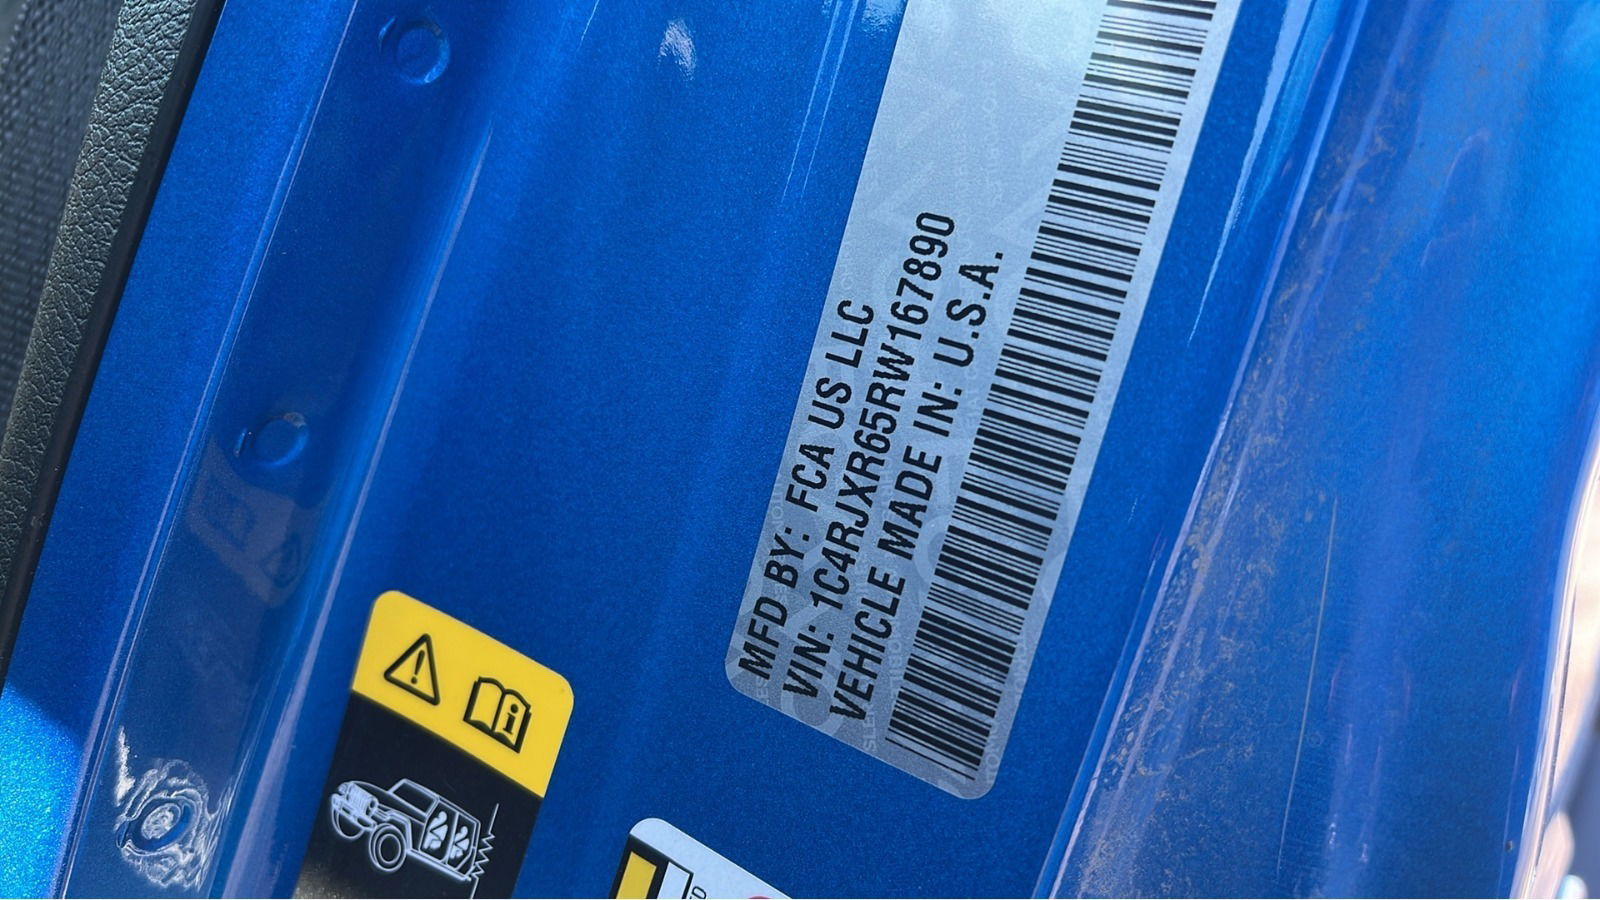 MFD BY: FCA US LLC
VIN: 1C4RJXR65RW167890
VEHICLE MADE IN: U.S.A.